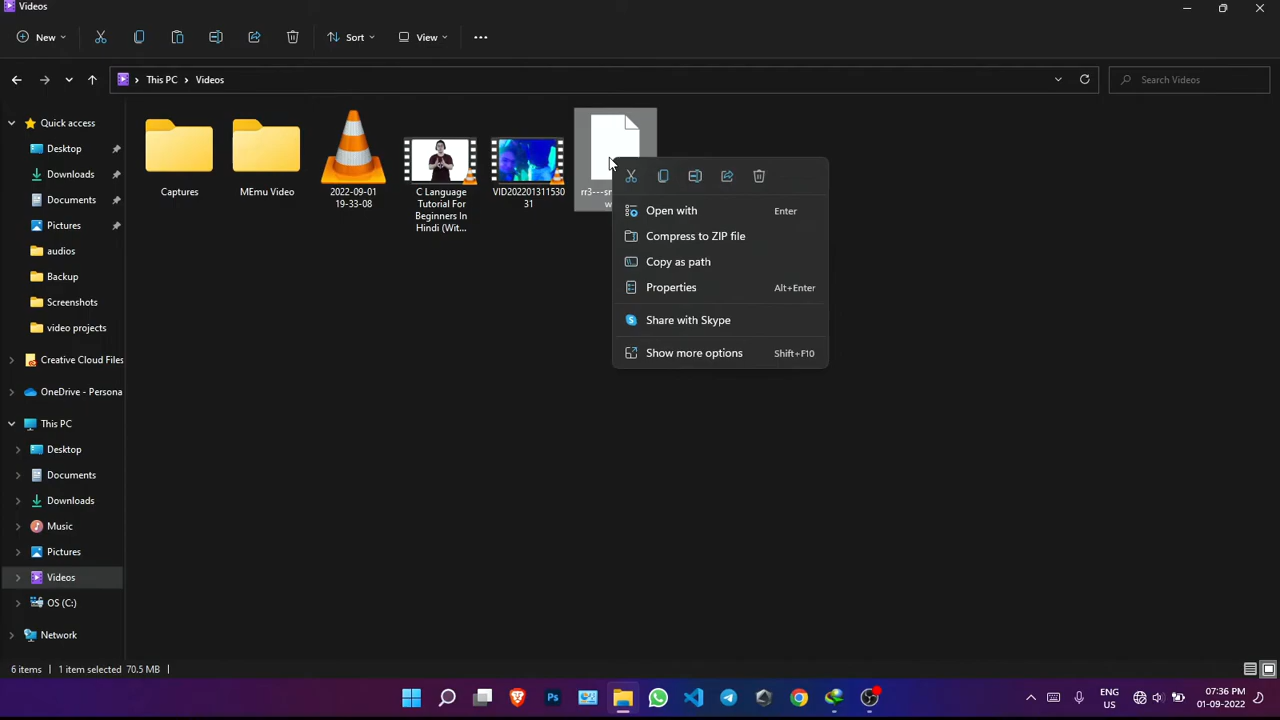 Videos
New
Sort
View
This PC
Videos
Search Videos
Quick access
Desktop
Downloads
Documents
Pictures
audios
Backup
Screenshots
video projects
Creative Cloud Files
OneDrive - Persona
This PC
Desktop
Documents
Downloads
Music
Pictures
Videos
OS (C:)
Network
Captures
MEmu Video
2022-09-01
19-33-08
C Language
Tutorial For
Beginners In
Hindi (Wit...
VID202201311530
31
Open with Enter
Compress to ZIP file
Copy as path
Properties Alt+Enter
Share with Skype
Show more options Shift+F10
6 items 1 item selected 70.5 MB
Ps
ENG
US
07:36 PM
01-09-2022